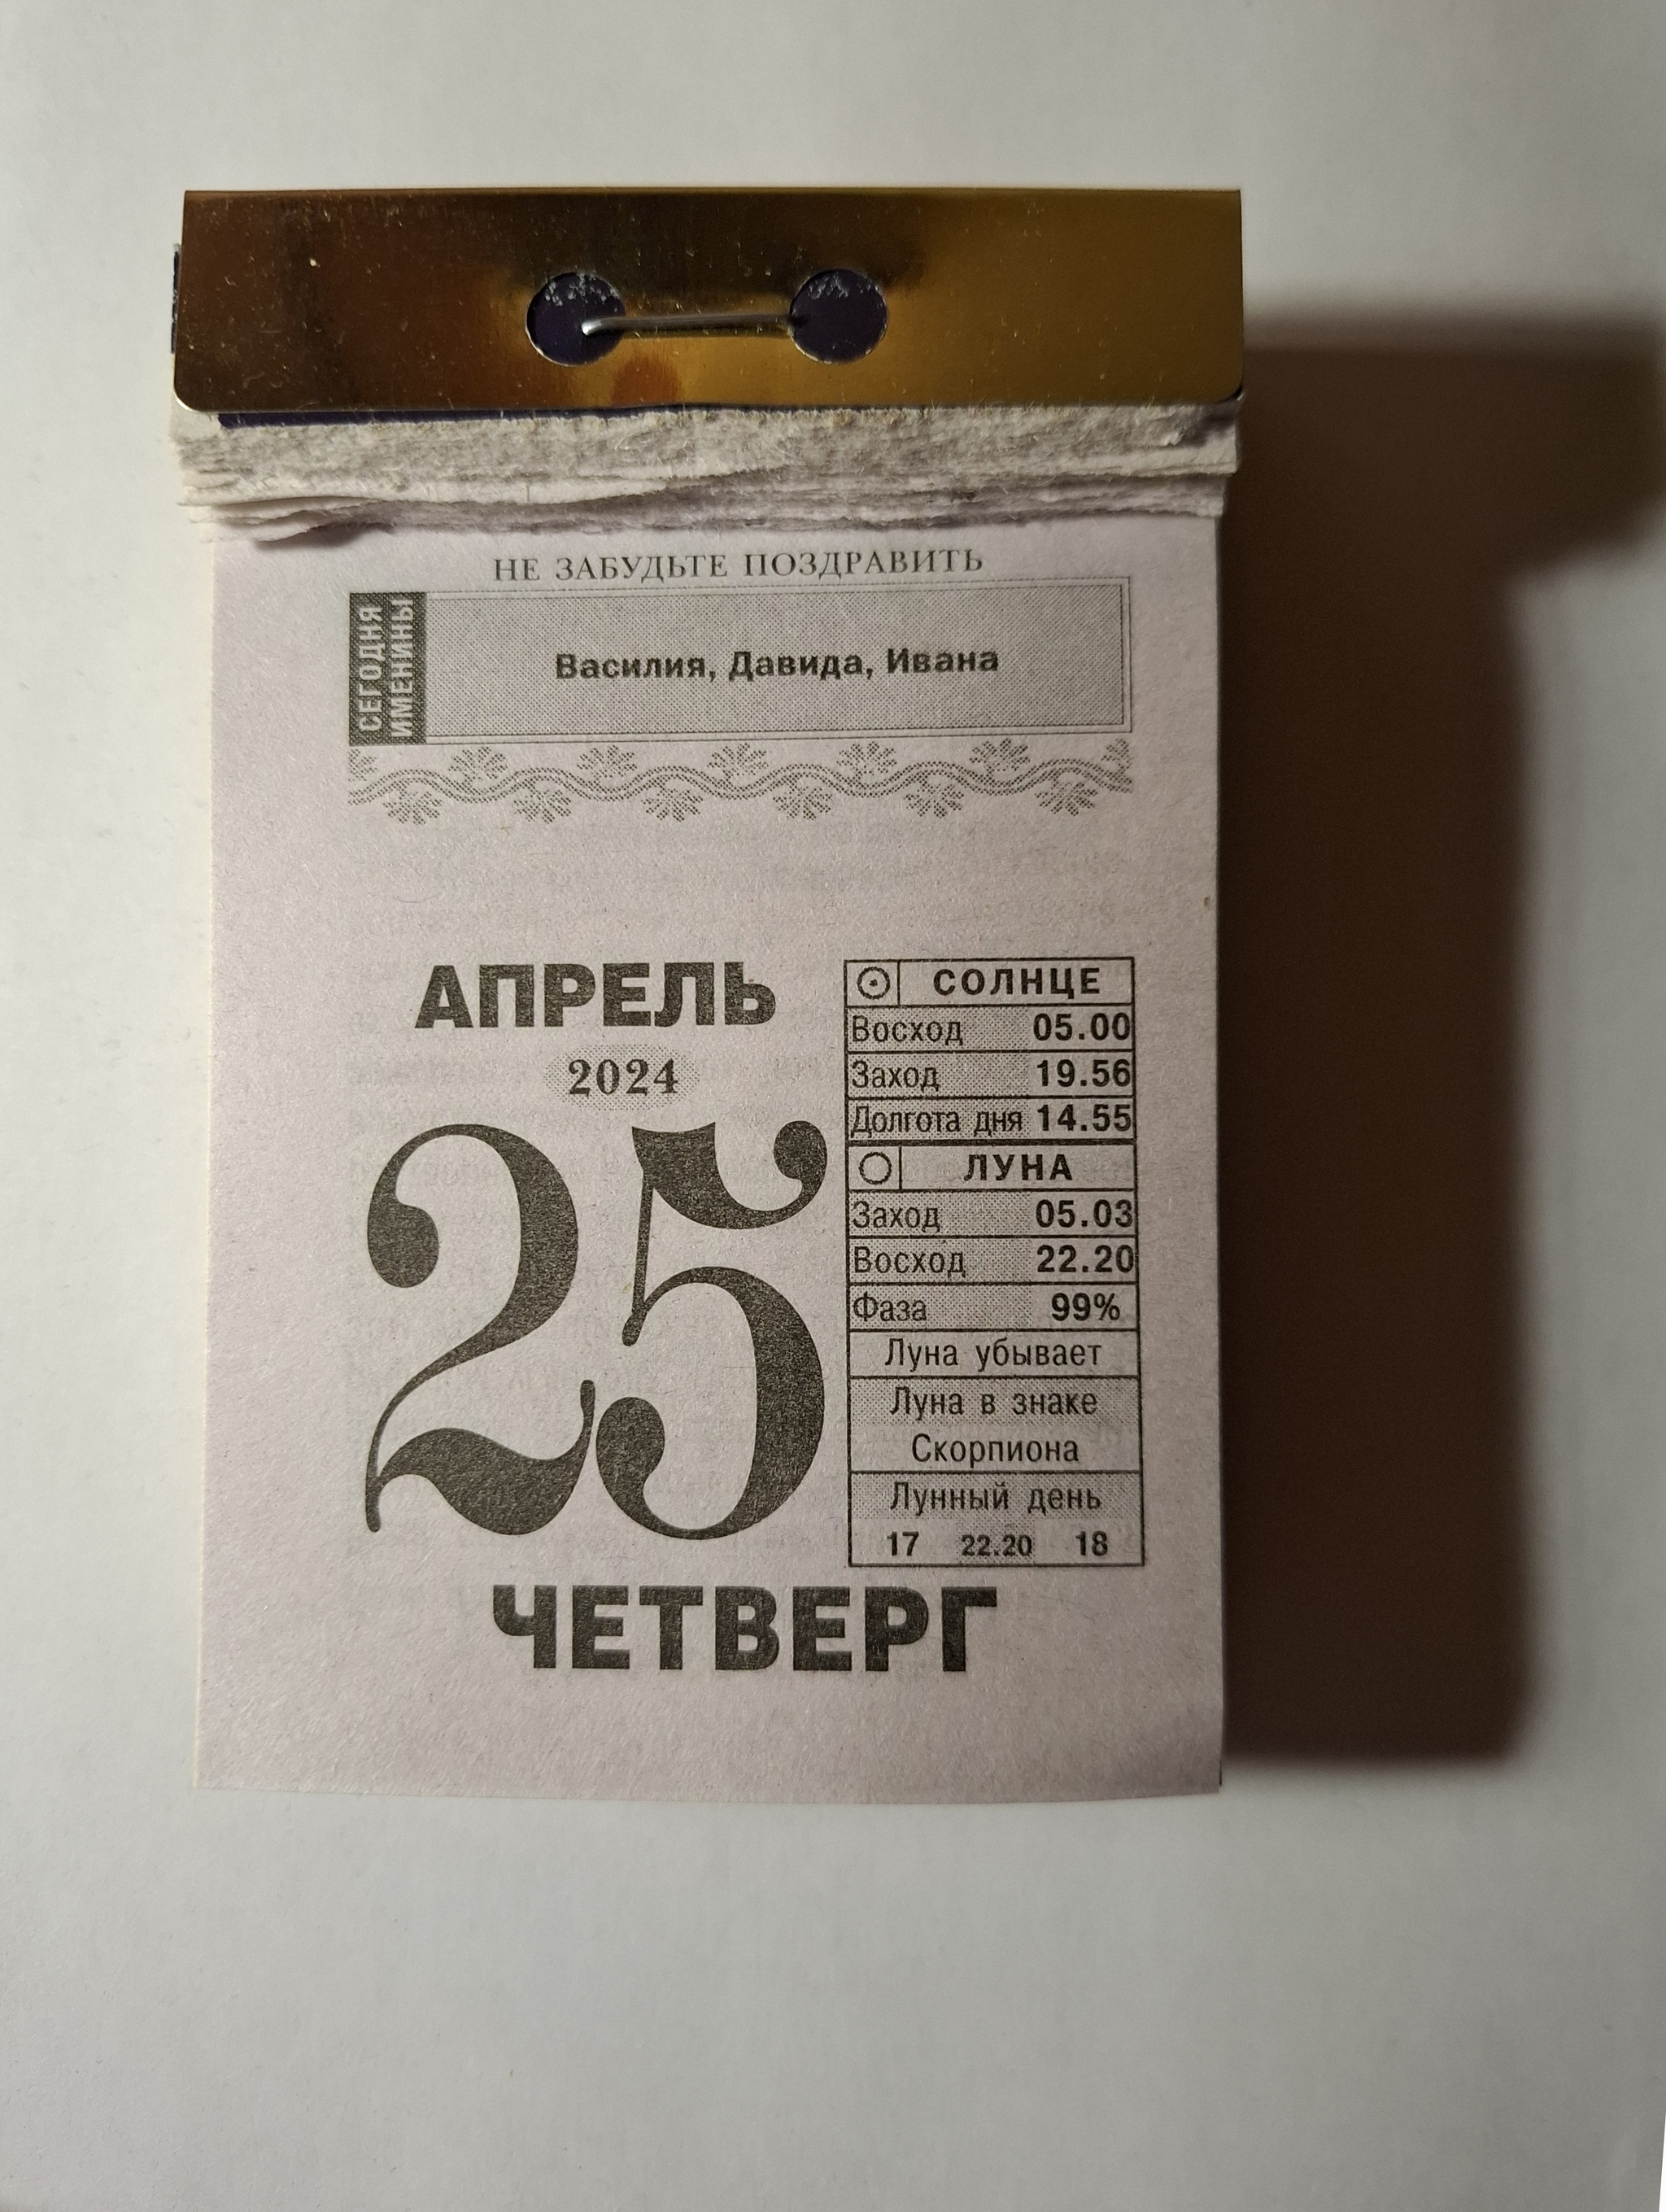 НЕ ЗАБУДЬТЕ ПОЗДРАВИТЬ
СЕГОДНЯ
ИМЕНИНЫ
Василия, Давида, Ивана
АПРЕЛЬ
2024
25
ЧЕТВЕРГ
СОЛНЦЕ
Восход 05.00
Заход 19.56
Долгота дня 14.55
ЛУНА
Заход 05.03
Восход 22.20
Фаза 99%
Луна убывает
Луна в знаке
Скорпиона
Лунный день
17 22.20 18